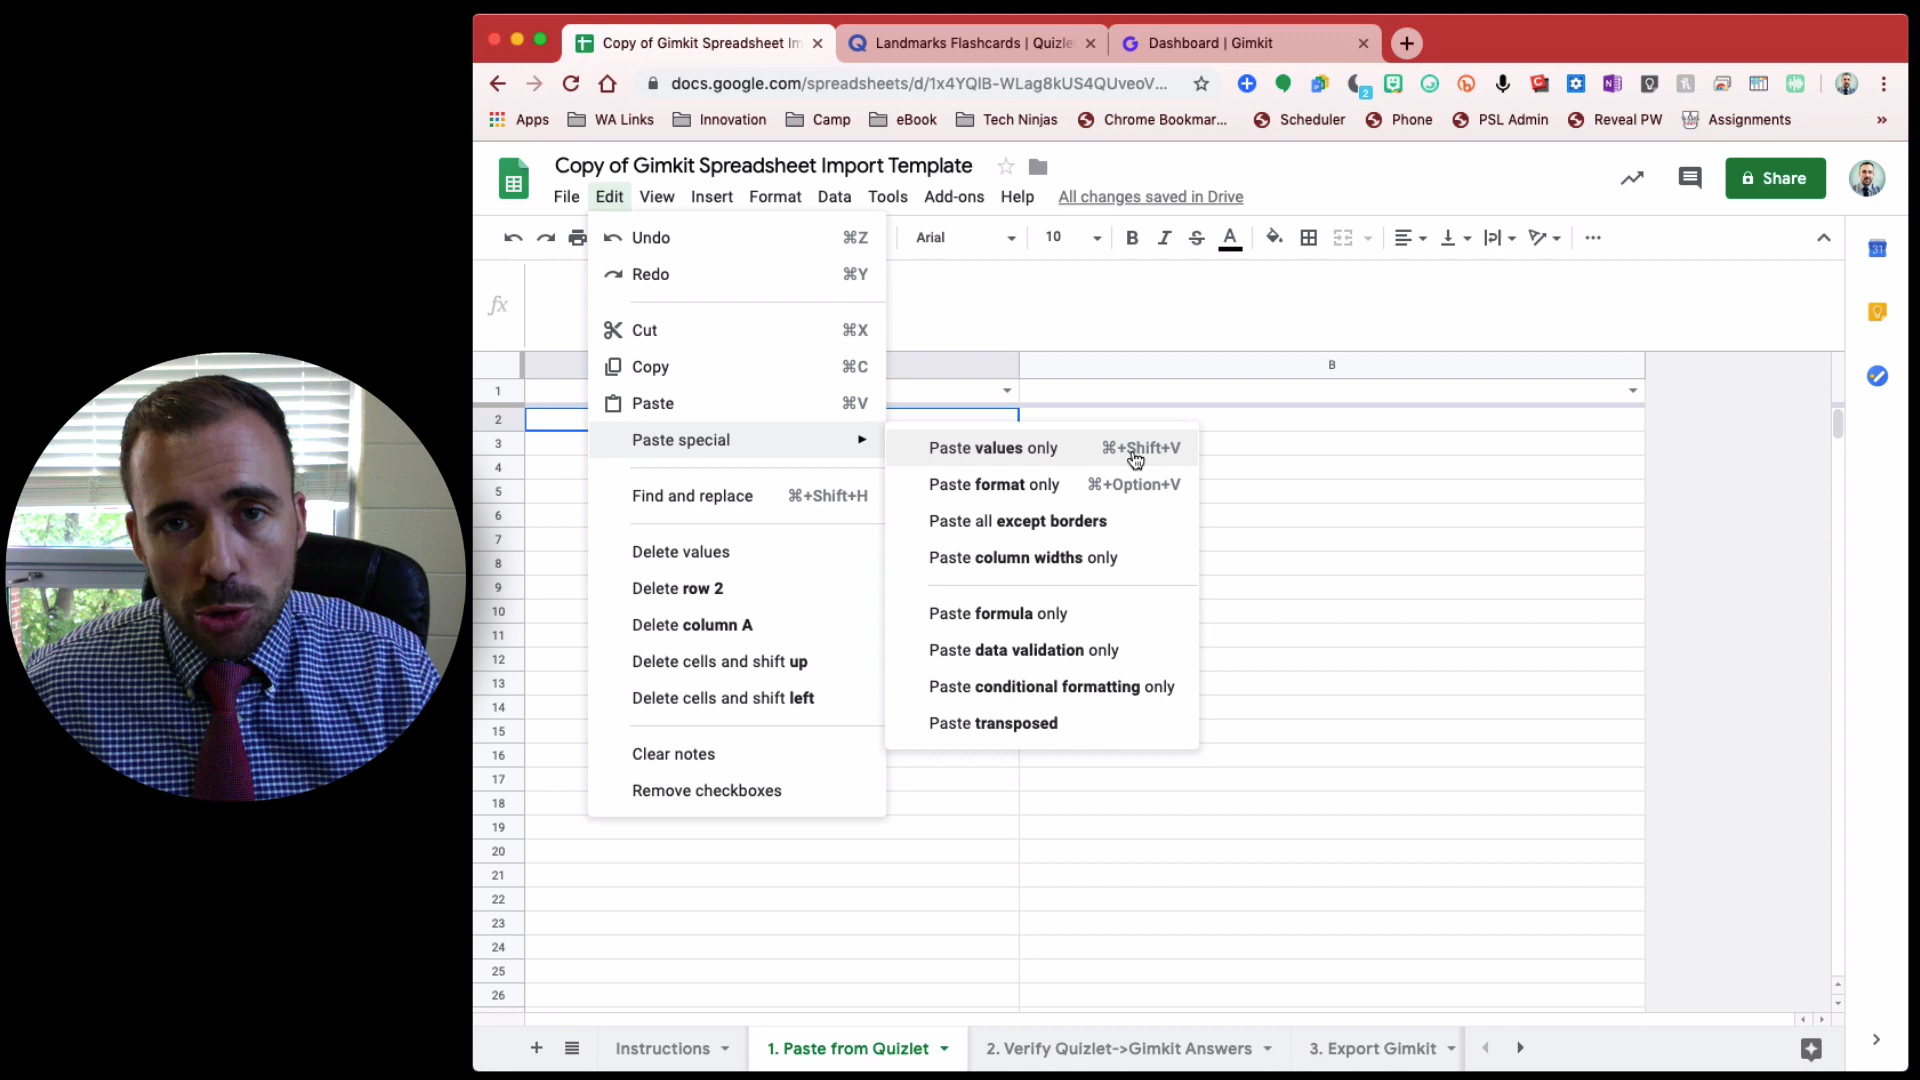 Copy of Gimkit Spreadsheet Im
Landmarks Flashcards | Quizle
Dashboard | Gimkit
docs.google.com/spreadsheets/d/1x4YQlB-WLag8kUS4QUveoV...
2
Apps
WA Links
Innovation
Camp
eBook
Tech Ninjas
Chrome Bookmar...
Scheduler
Phone
PSL Admin
Reveal PW
Assignments
»
Copy of Gimkit Spreadsheet Import Template
Share
File Edit View Insert Format Data Tools Add-ons Help All changes saved in Drive
Arial
10
B
I
S
A
31
fx
Undo ⌘Z
Redo ⌘Y
Cut ⌘X
Copy ⌘C
Paste ⌘V
Paste special
Find and replace ⌘+Shift+H
Delete values
Delete row 2
Delete column A
Delete cells and shift up
Delete cells and shift left
Clear notes
Remove checkboxes
Paste values only ⌘+Shift+V
Paste format only ⌘+Option+V
Paste all except borders
Paste column widths only
Paste formula only
Paste data validation only
Paste conditional formatting only
Paste transposed
B
1
2
3
4
5
6
7
8
9
10
11
12
13
14
15
16
17
18
19
20
21
22
23
24
25
26
Instructions
1. Paste from Quizlet
2. Verify Quizlet->Gimkit Answers
3. Export Gimkit